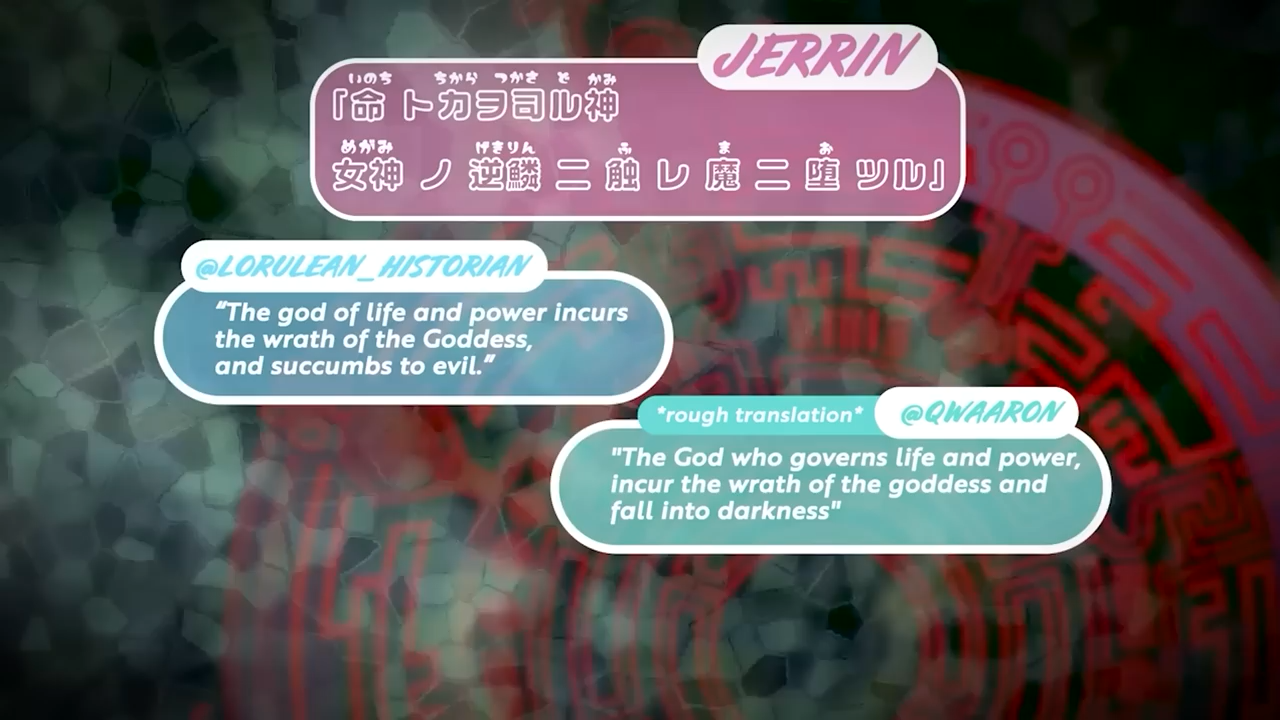 JERRIN
いのち ちから つかさ ど かみ
「命 ト力ヲ司ル神
めがみ げきりん ふ ま お
女神 ノ 逆鱗 ニ 触 レ 魔 ニ 堕 ツル」
@LORULEAN_HISTORIAN
“The god of life and power incurs
the wrath of the Goddess,
and succumbs to evil.”
*rough translation* @QWAARON
"The God who governs life and power,
incur the wrath of the goddess and
fall into darkness"